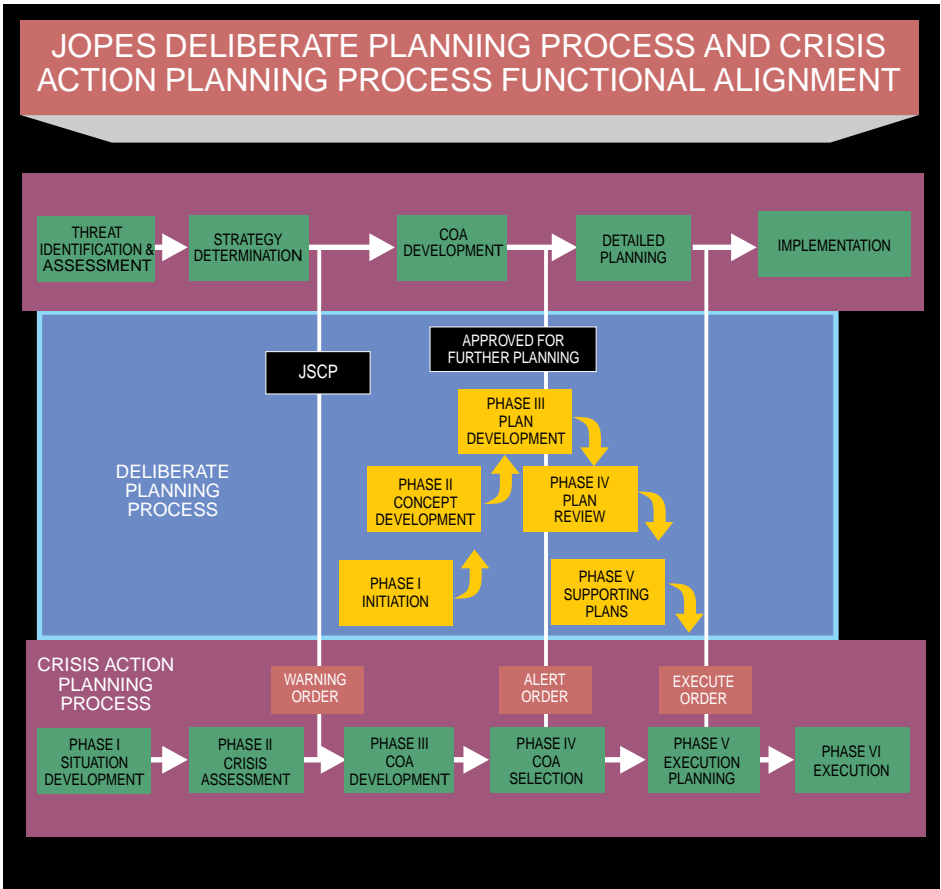 JOPES DELIBERATE PLANNING PROCESS AND CRISIS
ACTION PLANNING PROCESS FUNCTIONAL ALIGNMENT
THREAT
IDENTIFICATION &
ASSESSMENT
STRATEGY
DETERMINATION
COA
DEVELOPMENT
DETAILED
PLANNING
IMPLEMENTATION
JSCP
APPROVED FOR
FURTHER PLANNING
DELIBERATE
PLANNING
PROCESS
PHASE I
INITIATION
PHASE II
CONCEPT
DEVELOPMENT
PHASE III
PLAN
DEVELOPMENT
PHASE IV
PLAN
REVIEW
PHASE V
SUPPORTING
PLANS
CRISIS ACTION
PLANNING
PROCESS
WARNING
ORDER
ALERT
ORDER
EXECUTE
ORDER
PHASE I
SITUATION
DEVELOPMENT
PHASE II
CRISIS
ASSESSMENT
PHASE III
COA
DEVELOPMENT
PHASE IV
COA
SELECTION
PHASE V
EXECUTION
PLANNING
PHASE VI
EXECUTION